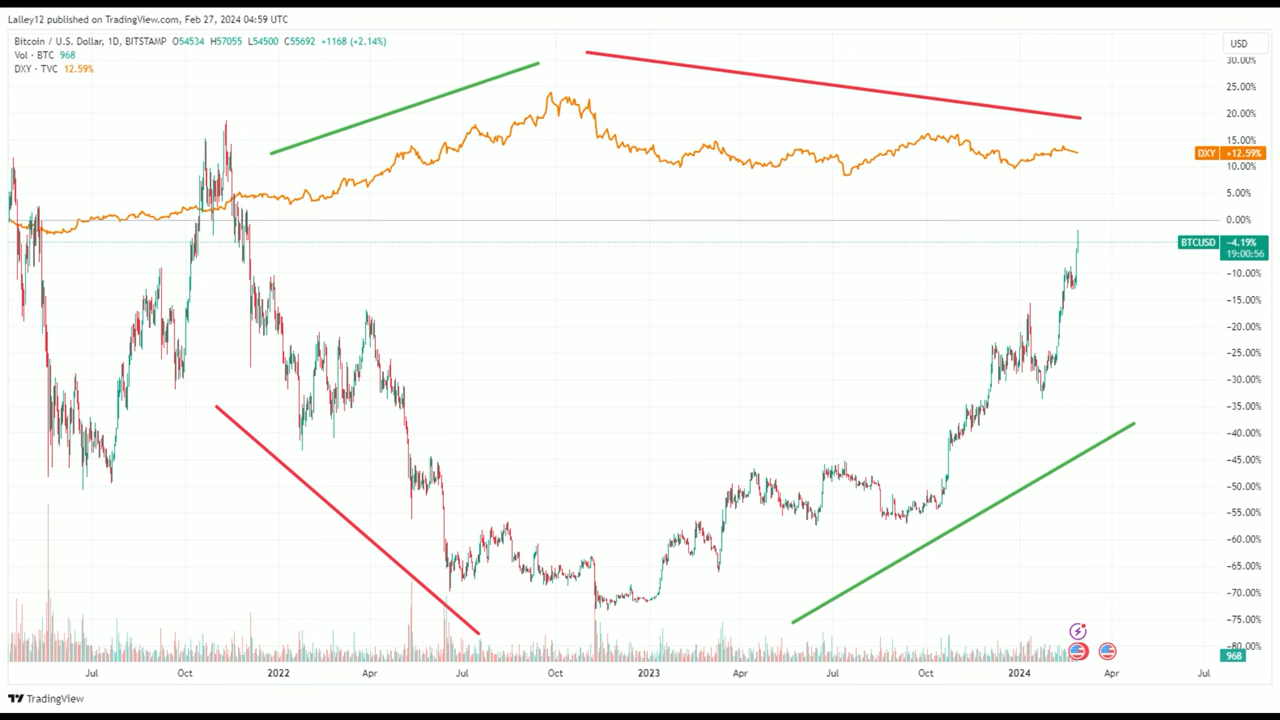 Lalley12 published on TradingView.com, Feb 27, 2024 04:59 UTC
Bitcoin / U.S. Dollar, 1D, BITSTAMP O54534 H57055 L54500 C55692 +1168 (+2.14%)
Vol · BTC 968
DXY · TVC 12.59%
USD
30.00%
25.00%
20.00%
15.00%
DXY +12.59%
10.00%
5.00%
0.00%
BTCUSD -4.19%
19:00:56
-10.00%
-15.00%
-20.00%
-25.00%
-30.00%
-35.00%
-40.00%
-45.00%
-50.00%
-55.00%
-60.00%
-65.00%
-70.00%
-75.00%
-80.00%
968
Jul Oct 2022 Apr Jul Oct 2023 Apr Jul Oct 2024 Apr Jul
TradingView